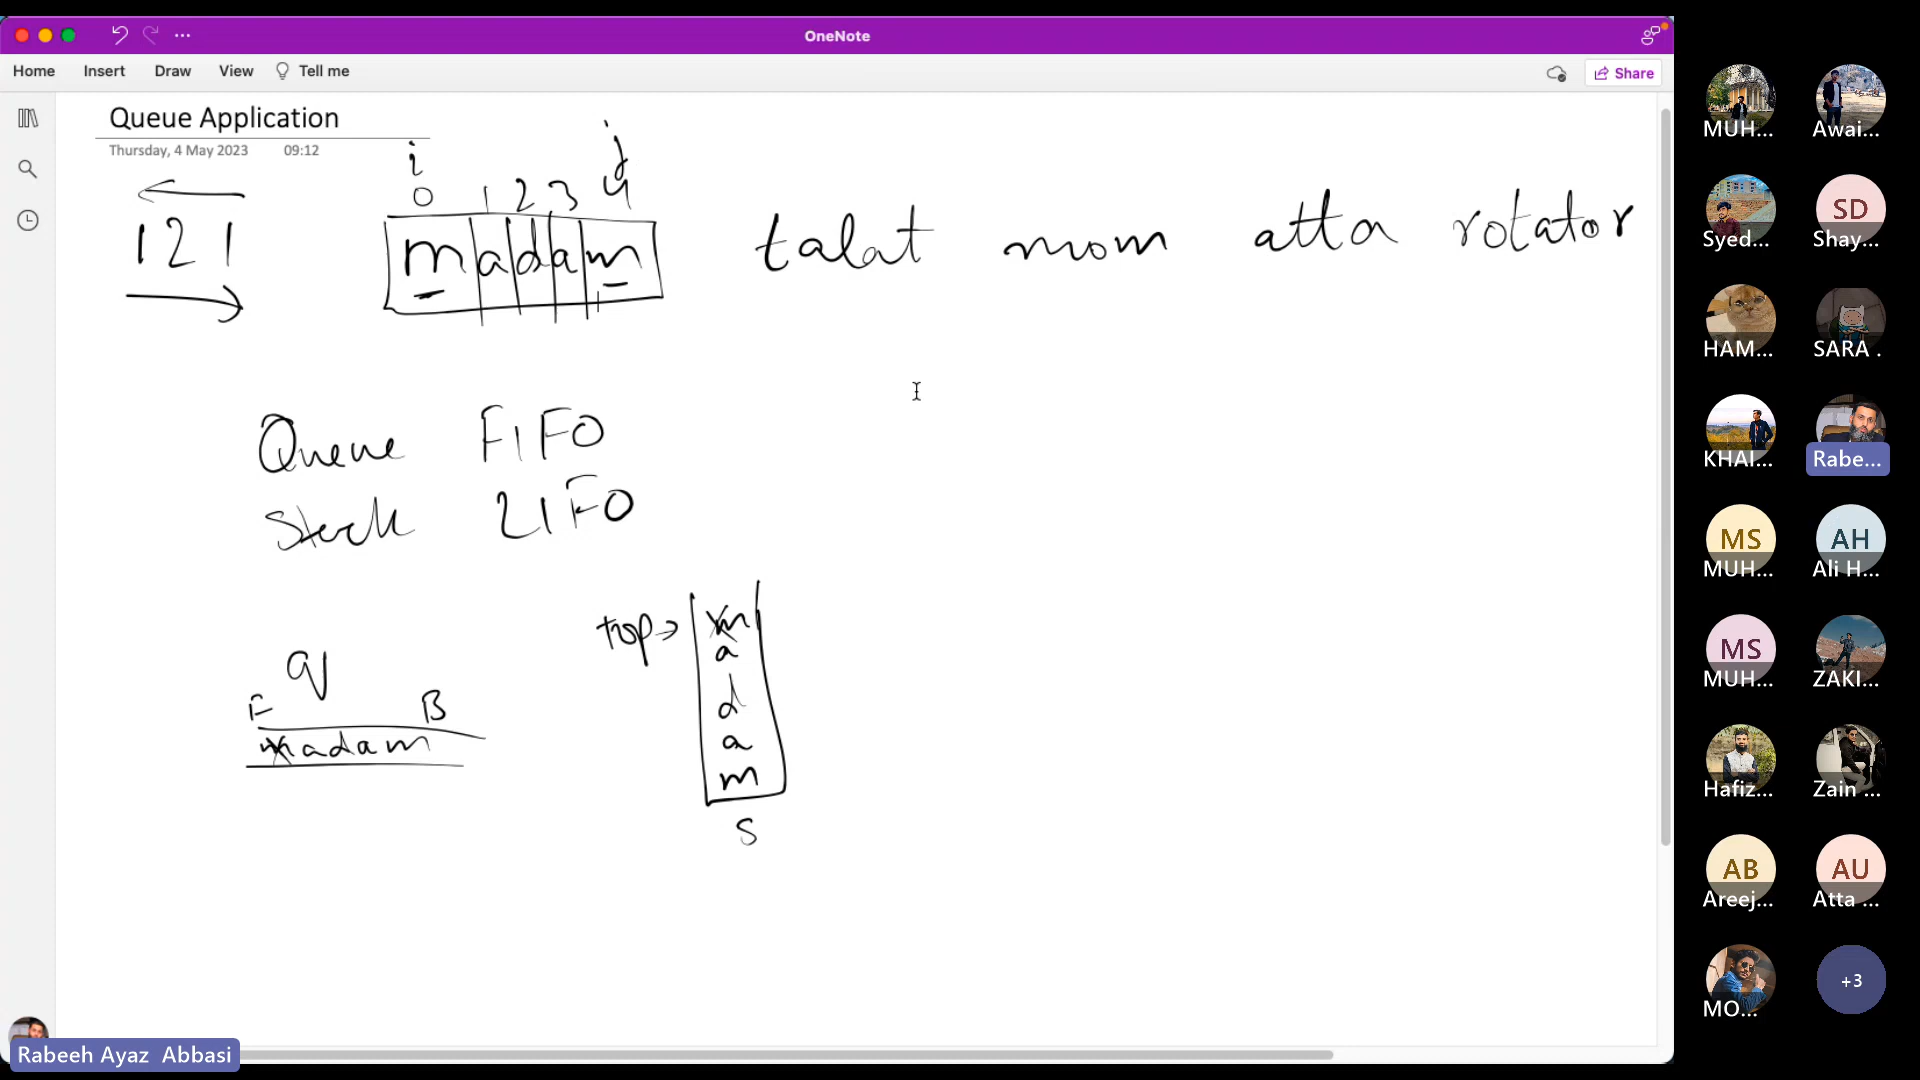 OneNote
Home Insert Draw View Tell me Share
Queue Application
Thursday, 4 May 2023 09:12
i j
0 1 2 3 4
121 madam talat mom atta rotator
Queue FIFO
Stack LIFO
q
F B
madam
top→ m
a
d
a
m
s
MUH... Awai...
Syed... SD Shay...
HAM... SARA .
KHAI... Rabe...
MS MUH... AH Ali H...
MS MUH... ZAKI...
Hafiz... Zain ...
AB Areej... AU Atta ...
MO... +3
Rabeeh Ayaz Abbasi